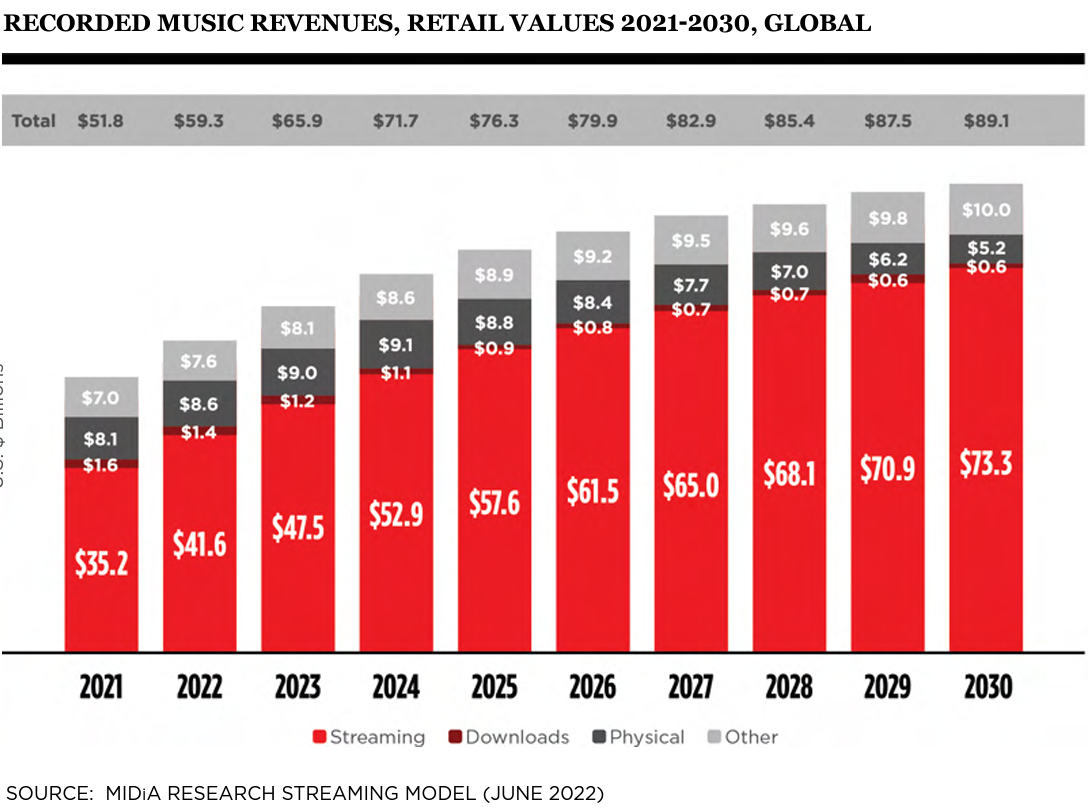 RECORDED MUSIC REVENUES, RETAIL VALUES 2021-2030, GLOBAL
Total $51.8 $59.3 $65.9 $71.7 $76.3 $79.9 $82.9 $85.4 $87.5 $89.1
$7.0 $7.6 $8.1 $8.6 $8.9 $9.2 $9.5 $9.6 $9.8 $10.0
$8.1 $8.6 $9.0 $9.1 $8.8 $8.4 $7.7 $7.0 $6.2 $5.2
$1.6 $1.4 $1.2 $1.1 $0.9 $0.8 $0.7 $0.7 $0.6 $0.6
$35.2 $41.6 $47.5 $52.9 $57.6 $61.5 $65.0 $68.1 $70.9 $73.3
2021 2022 2023 2024 2025 2026 2027 2028 2029 2030
Streaming Downloads Physical Other
SOURCE: MIDiA RESEARCH STREAMING MODEL (JUNE 2022)